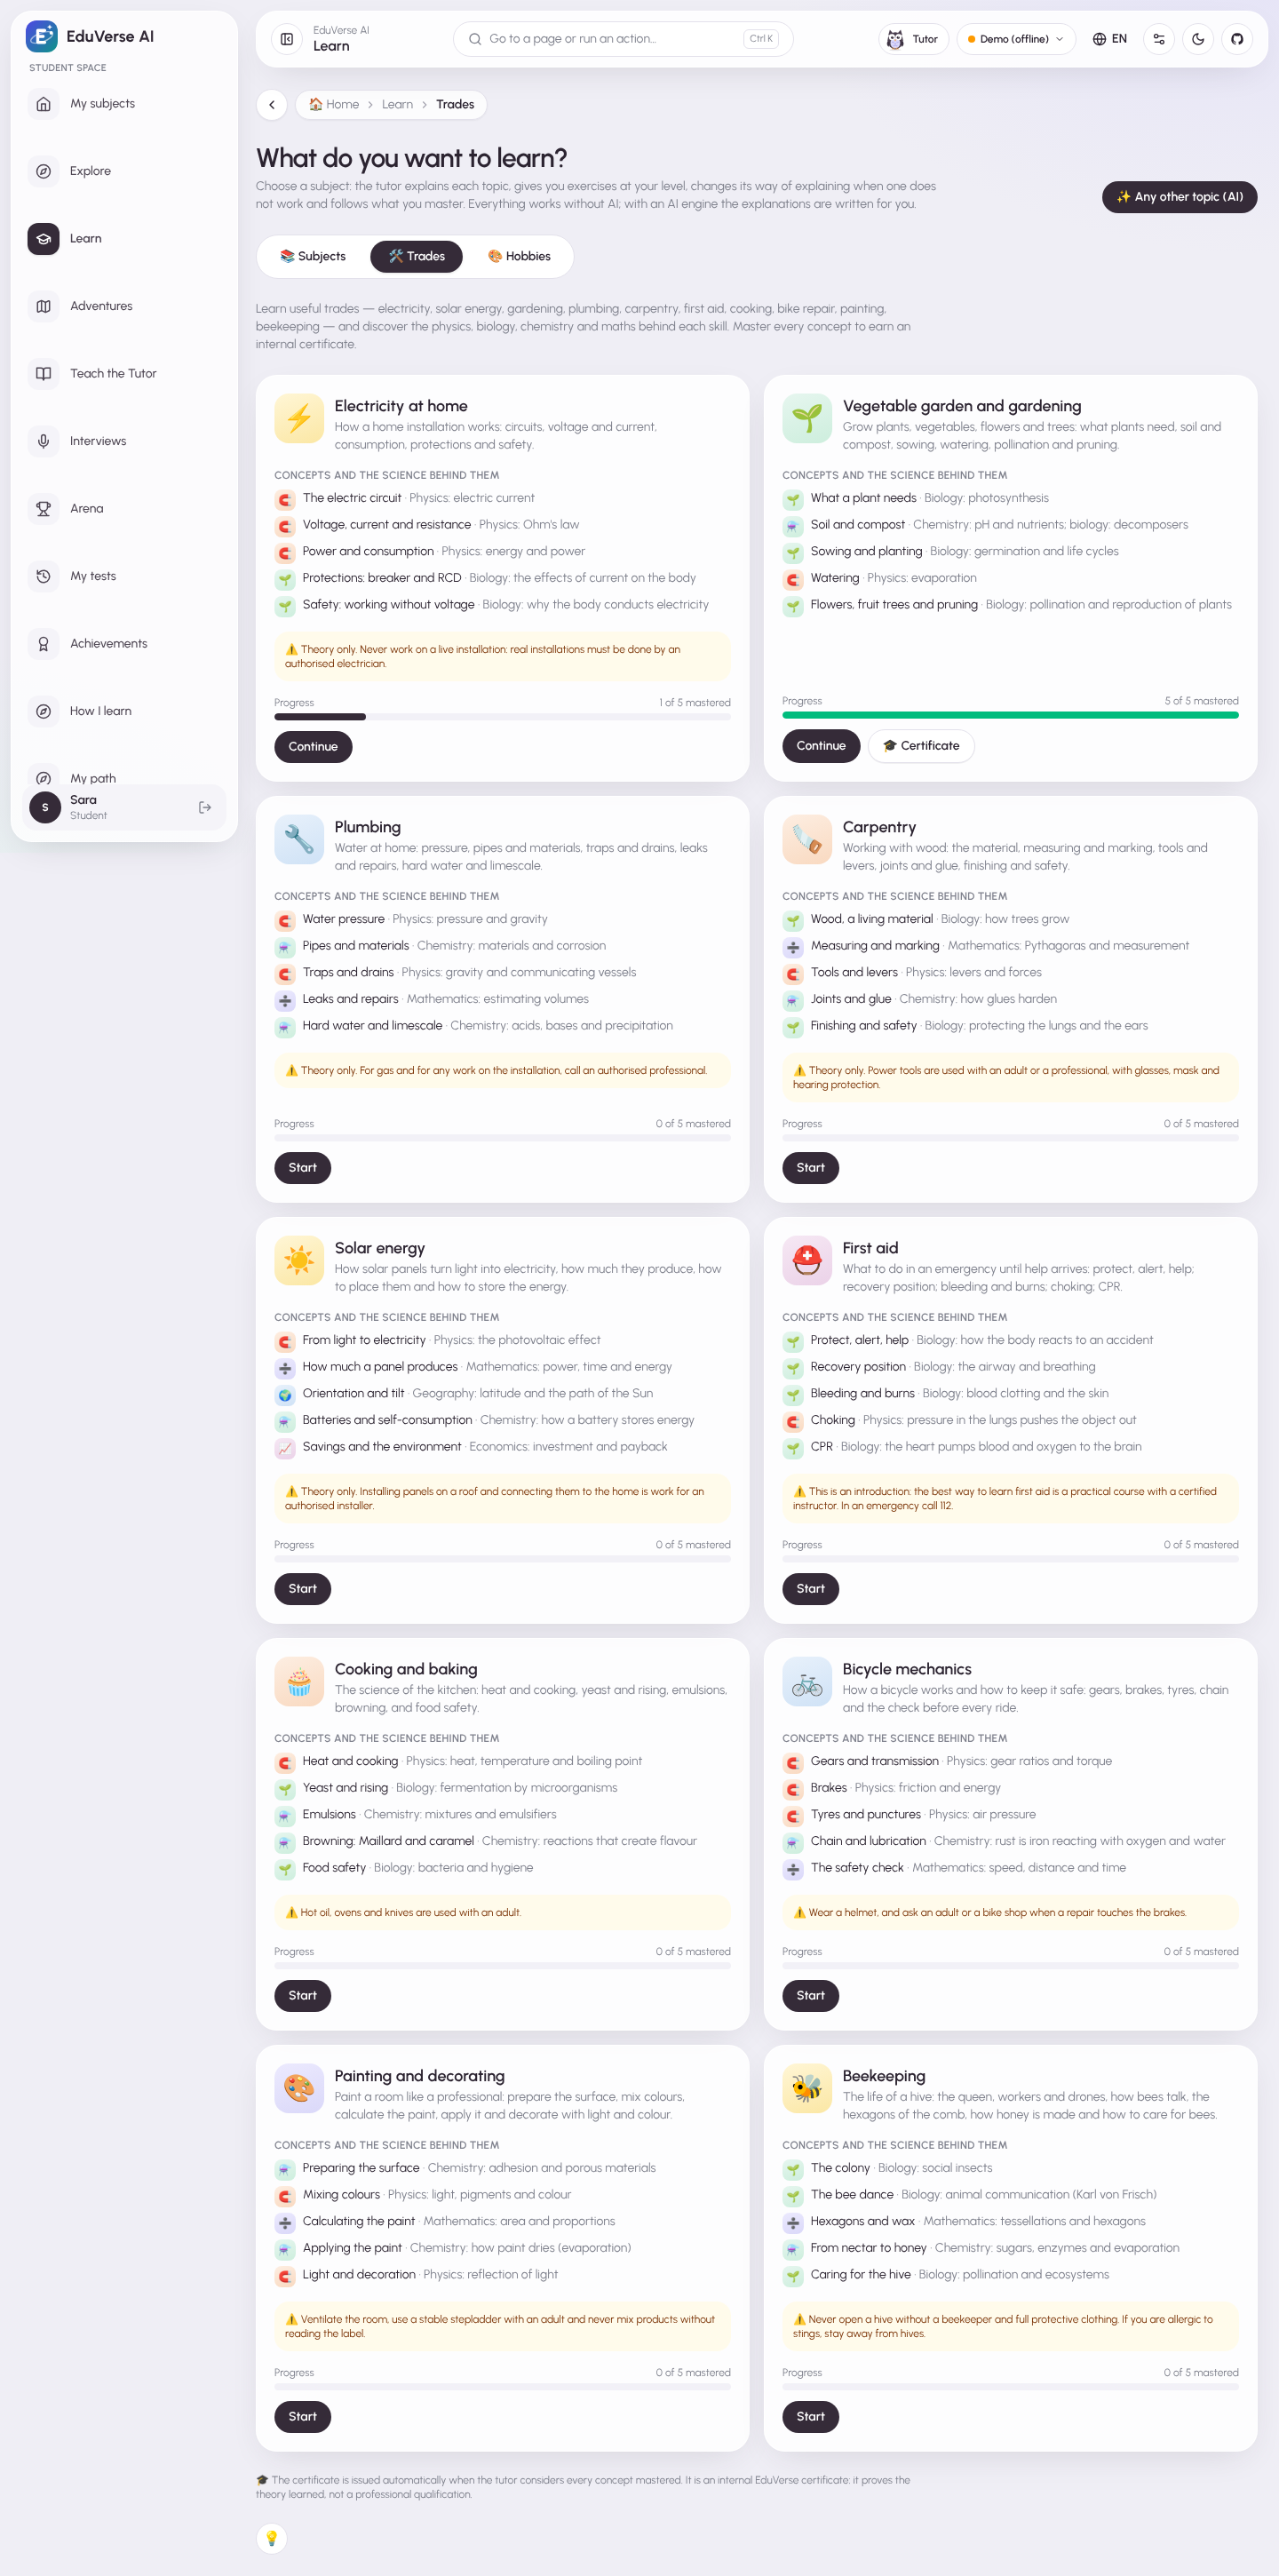 EduVerse AI
STUDENT SPACE
My subjects
Explore
Learn
Adventures
Teach the Tutor
Interviews
Arena
My tests
Achievements
How I learn
My path
S
Sara
Student
EduVerse AI
Learn
Go to a page or run an action...
Ctrl K
Tutor
Demo (offline)
EN
Home
Learn
Trades
What do you want to learn?
Choose a subject: the tutor explains each topic, gives you exercises at your level, changes its way of explaining when one does
not work and follows what you master. Everything works without AI; with an AI engine the explanations are written for you.
Any other topic (AI)
Subjects
Trades
Hobbies
Learn useful trades — electricity, solar energy, gardening, plumbing, carpentry, first aid, cooking, bike repair, painting,
beekeeping — and discover the physics, biology, chemistry and maths behind each skill. Master every concept to earn an
internal certificate.
Electricity at home
How a home installation works: circuits, voltage and current,
consumption, protections and safety.
CONCEPTS AND THE SCIENCE BEHIND THEM
The electric circuit · Physics: electric current
Voltage, current and resistance · Physics: Ohm's law
Power and consumption · Physics: energy and power
Protections: breaker and RCD · Biology: the effects of current on the body
Safety: working without voltage · Biology: why the body conducts electricity
Theory only. Never work on a live installation: real installations must be done by an
authorised electrician.
Progress
1 of 5 mastered
Continue
Vegetable garden and gardening
Grow plants, vegetables, flowers and trees: what plants need, soil and
compost, sowing, watering, pollination and pruning.
CONCEPTS AND THE SCIENCE BEHIND THEM
What a plant needs · Biology: photosynthesis
Soil and compost · Chemistry: pH and nutrients; biology: decomposers
Sowing and planting · Biology: germination and life cycles
Watering · Physics: evaporation
Flowers, fruit trees and pruning · Biology: pollination and reproduction of plants
Progress
5 of 5 mastered
Continue
Certificate
Plumbing
Water at home: pressure, pipes and materials, traps and drains, leaks
and repairs, hard water and limescale.
CONCEPTS AND THE SCIENCE BEHIND THEM
Water pressure · Physics: pressure and gravity
Pipes and materials · Chemistry: materials and corrosion
Traps and drains · Physics: gravity and communicating vessels
Leaks and repairs · Mathematics: estimating volumes
Hard water and limescale · Chemistry: acids, bases and precipitation
Theory only. For gas and for any work on the installation, call an authorised professional.
Progress
0 of 5 mastered
Start
Carpentry
Working with wood: the material, measuring and marking, tools and
levers, joints and glue, finishing and safety.
CONCEPTS AND THE SCIENCE BEHIND THEM
Wood, a living material · Biology: how trees grow
Measuring and marking · Mathematics: Pythagoras and measurement
Tools and levers · Physics: levers and forces
Joints and glue · Chemistry: how glues harden
Finishing and safety · Biology: protecting the lungs and the ears
Theory only. Power tools are used with an adult or a professional, with glasses, mask and
hearing protection.
Progress
0 of 5 mastered
Start
Solar energy
How solar panels turn light into electricity, how much they produce, how
to place them and how to store the energy.
CONCEPTS AND THE SCIENCE BEHIND THEM
From light to electricity · Physics: the photovoltaic effect
How much a panel produces · Mathematics: power, time and energy
Orientation and tilt · Geography: latitude and the path of the Sun
Batteries and self-consumption · Chemistry: how a battery stores energy
Savings and the environment · Economics: investment and payback
Theory only. Installing panels on a roof and connecting them to the home is work for an
authorised installer.
Progress
0 of 5 mastered
Start
First aid
What to do in an emergency until help arrives: protect, alert, help;
recovery position; bleeding and burns; choking; CPR.
CONCEPTS AND THE SCIENCE BEHIND THEM
Protect, alert, help · Biology: how the body reacts to an accident
Recovery position · Biology: the airway and breathing
Bleeding and burns · Biology: blood clotting and the skin
Choking · Physics: pressure in the lungs pushes the object out
CPR · Biology: the heart pumps blood and oxygen to the brain
This is an introduction: the best way to learn first aid is a practical course with a certified
instructor. In an emergency call 112.
Progress
0 of 5 mastered
Start
Cooking and baking
The science of the kitchen: heat and cooking, yeast and rising, emulsions,
browning, and food safety.
CONCEPTS AND THE SCIENCE BEHIND THEM
Heat and cooking · Physics: heat, temperature and boiling point
Yeast and rising · Biology: fermentation by microorganisms
Emulsions · Chemistry: mixtures and emulsifiers
Browning: Maillard and caramel · Chemistry: reactions that create flavour
Food safety · Biology: bacteria and hygiene
Hot oil, ovens and knives are used with an adult.
Progress
0 of 5 mastered
Start
Bicycle mechanics
How a bicycle works and how to keep it safe: gears, brakes, tyres, chain
and the check before every ride.
CONCEPTS AND THE SCIENCE BEHIND THEM
Gears and transmission · Physics: gear ratios and torque
Brakes · Physics: friction and energy
Tyres and punctures · Physics: air pressure
Chain and lubrication · Chemistry: rust is iron reacting with oxygen and water
The safety check · Mathematics: speed, distance and time
Wear a helmet, and ask an adult or a bike shop when a repair touches the brakes.
Progress
0 of 5 mastered
Start
Painting and decorating
Paint a room like a professional: prepare the surface, mix colours,
calculate the paint, apply it and decorate with light and colour.
CONCEPTS AND THE SCIENCE BEHIND THEM
Preparing the surface · Chemistry: adhesion and porous materials
Mixing colours · Physics: light, pigments and colour
Calculating the paint · Mathematics: area and proportions
Applying the paint · Chemistry: how paint dries (evaporation)
Light and decoration · Physics: reflection of light
Ventilate the room, use a stable stepladder with an adult and never mix products without
reading the label.
Progress
0 of 5 mastered
Start
Beekeeping
The life of a hive: the queen, workers and drones, how bees talk, the
hexagons of the comb, how honey is made and how to care for bees.
CONCEPTS AND THE SCIENCE BEHIND THEM
The colony · Biology: social insects
The bee dance · Biology: animal communication (Karl von Frisch)
Hexagons and wax · Mathematics: tessellations and hexagons
From nectar to honey · Chemistry: sugars, enzymes and evaporation
Caring for the hive · Biology: pollination and ecosystems
Never open a hive without a beekeeper and full protective clothing. If you are allergic to
stings, stay away from hives.
Progress
0 of 5 mastered
Start
The certificate is issued automatically when the tutor considers every concept mastered. It is an internal EduVerse certificate: it proves the
theory learned, not a professional qualification.